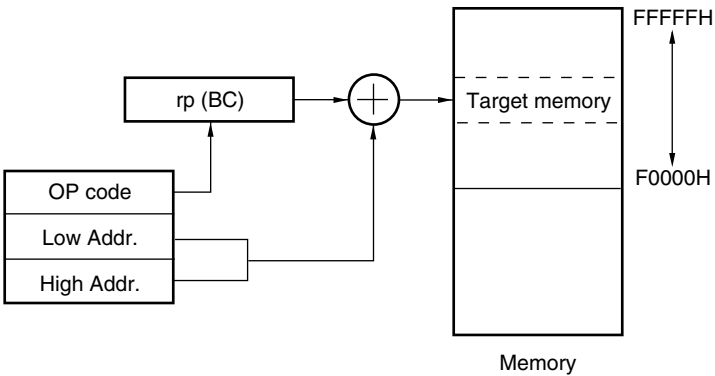 FFFFFH
rp (BC)
Target memory
F0000H
OP code
Low Addr.
High Addr.
Memory